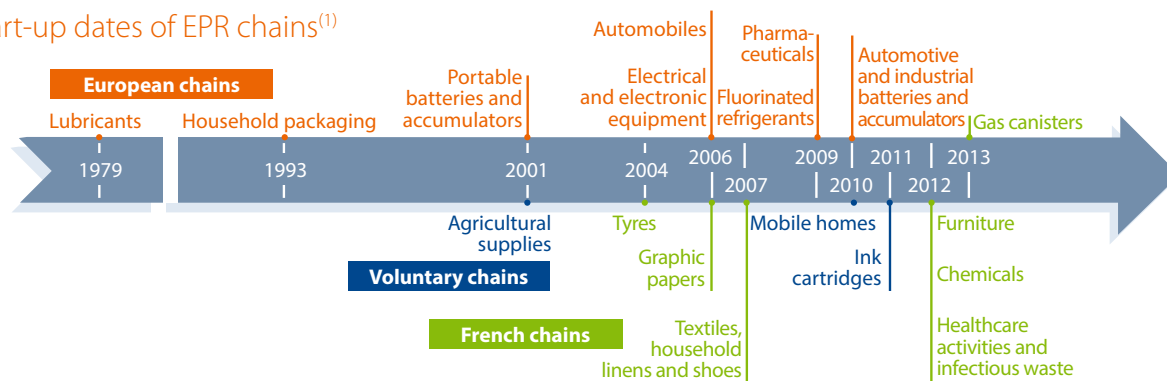 art-up dates of EPR chains(1)
European chains
Lubricants
Household packaging
Portable
batteries and
accumulators
Automobiles
Electrical
and electronic
equipment
Pharma-
ceuticals
Fluorinated
refrigerants
Automotive
and industrial
batteries and
accumulators
Gas canisters
1979
1993
2001
2004
2006
2007
2009
2010
2011
2012
2013
Agricultural
supplies
Tyres
Graphic
papers
Mobile homes
Ink
cartridges
Furniture
Chemicals
Voluntary chains
French chains
Textiles,
household
linens and shoes
Healthcare
activities and
infectious waste